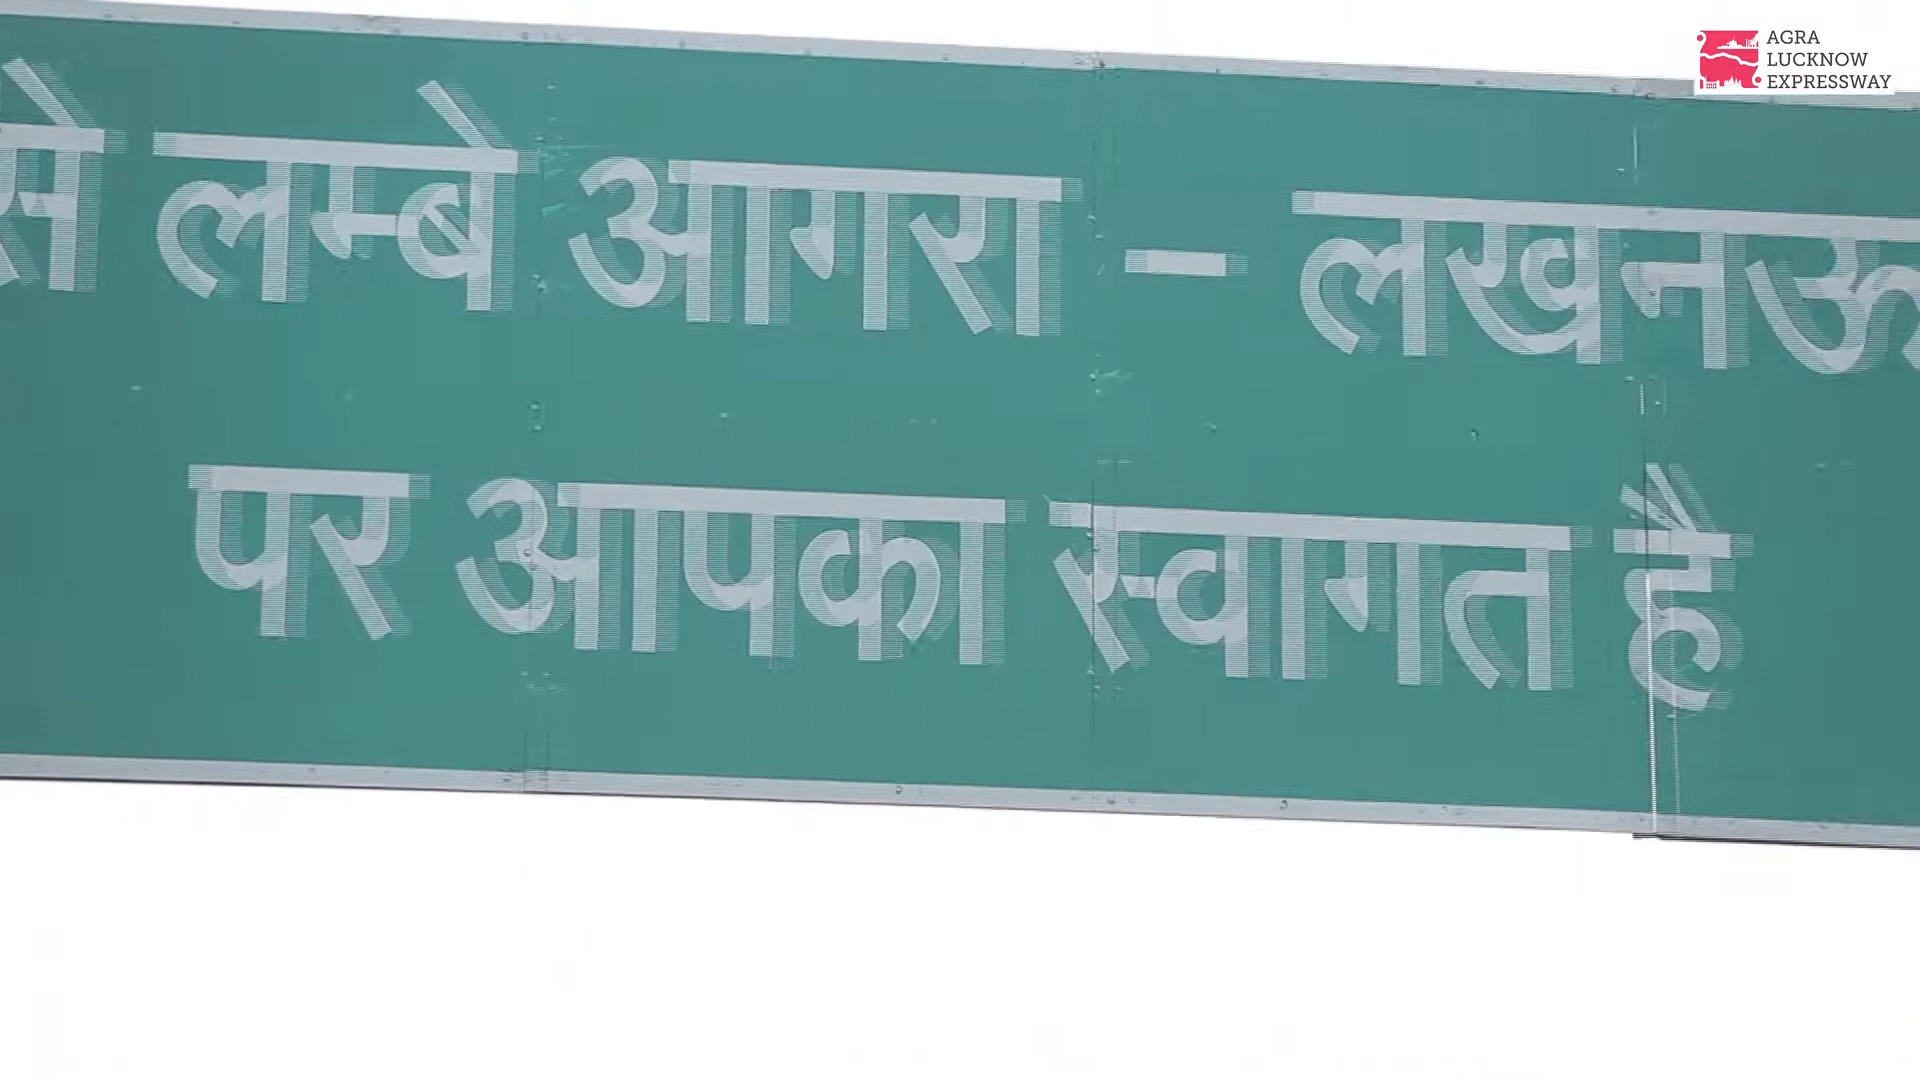 से लम्बे आगरा – लखनऊ
पर आपका स्वागत है
AGRA
LUCKNOW
EXPRESSWAY